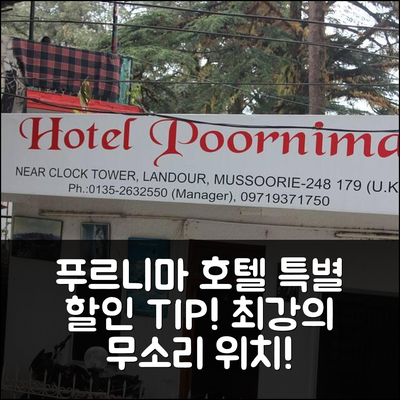 Hotel Poornima
NEAR CLOCK TOWER, LANDOUR, MUSSOORIE-248 179 (U.K
Ph.:0135-2632550 (Manager), 09719371750
푸르니마 호텔 특별
할인 TIP! 최강의
무소리 위치!